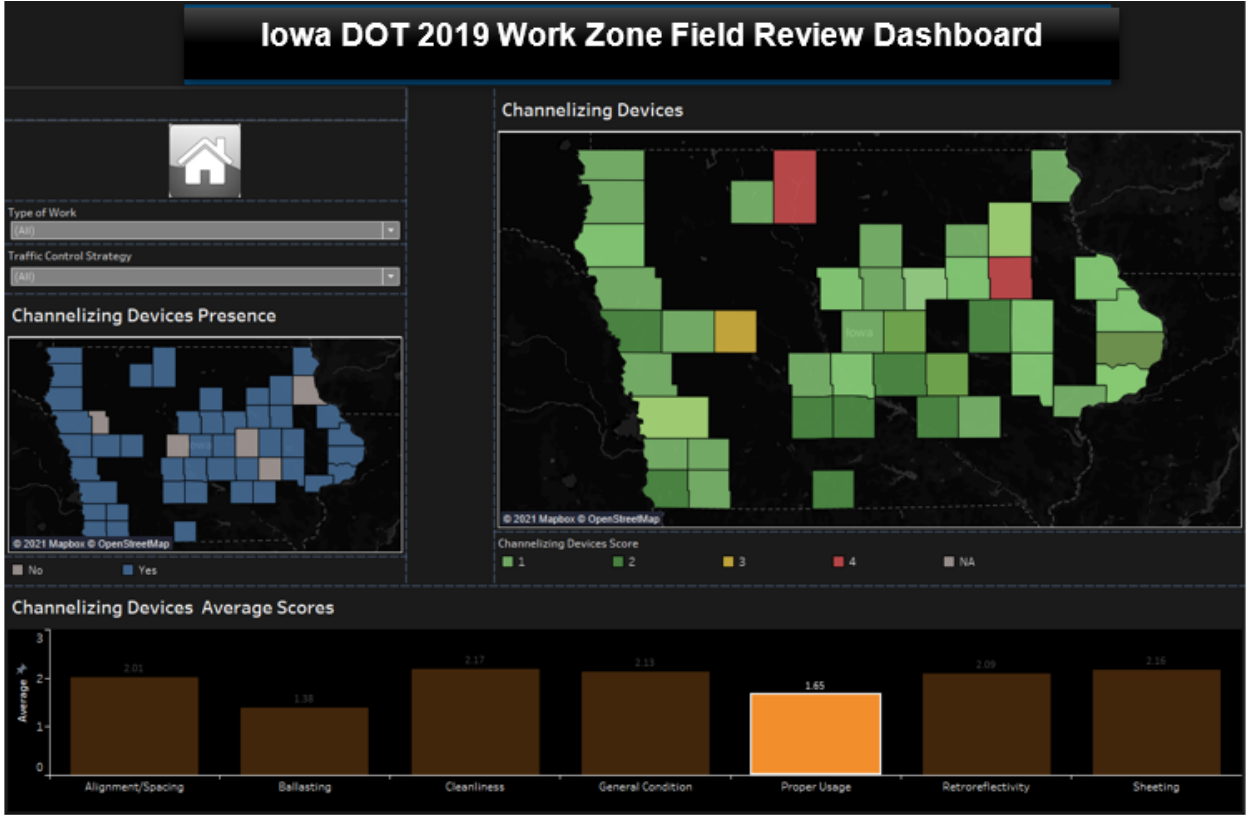 Iowa DOT 2019 Work Zone Field Review Dashboard
Type of Work
(All)
Traffic Control Strategy
(All)
Channelizing Devices Presence
Iowa
© 2021 Mapbox © OpenStreetMap
No
Yes
Channelizing Devices
Iowa
© 2021 Mapbox © OpenStreetMap
Channelizing Devices Score
1
2
3
4
NA
Channelizing Devices Average Scores
Average
3
2
1
0
2.01
1.38
2.17
2.13
1.65
2.09
2.16
Alignment/Spacing
Ballasting
Cleanliness
General Condition
Proper Usage
Retroreflectivity
Sheeting